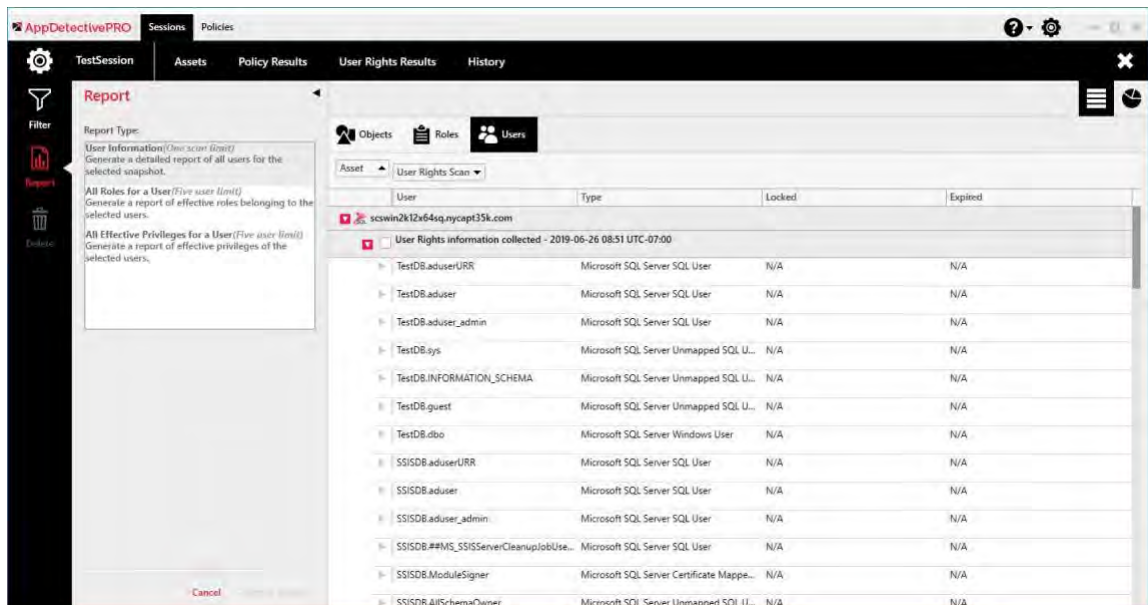 AppDetectivePRO Sessions Policies
TestSession Assets Policy Results User Rights Results History
Filter
Report
Delete
Report
Report Type:
User Information(One scan limit)
Generate a detailed report of all users for the
selected snapshot.
All Roles for a User(Five user limit)
Generate a report of effective roles belonging to the
selected users.
All Effective Privileges for a User(Five user limit)
Generate a report of effective privileges of the
selected users.
Cancel
Objects Roles Users
Asset User Rights Scan
User Type Locked Expired
scswin2k12x64sq.nycapt35k.com
User Rights information collected - 2019-06-26 08:51 UTC-07:00
TestDB.aduserURR Microsoft SQL Server SQL User N/A N/A
TestDB.aduser Microsoft SQL Server SQL User N/A N/A
TestDB.aduser_admin Microsoft SQL Server SQL User N/A N/A
TestDB.sys Microsoft SQL Server Unmapped SQL U... N/A N/A
TestDB.INFORMATION_SCHEMA Microsoft SQL Server Unmapped SQL U... N/A N/A
TestDB.guest Microsoft SQL Server Unmapped SQL U... N/A N/A
TestDB.dbo Microsoft SQL Server Windows User N/A N/A
SSISDB.aduserURR Microsoft SQL Server SQL User N/A N/A
SSISDB.aduser Microsoft SQL Server SQL User N/A N/A
SSISDB.aduser_admin Microsoft SQL Server SQL User N/A N/A
SSISDB.##MS_SSISServerCleanupJobUse... Microsoft SQL Server SQL User N/A N/A
SSISDB.ModuleSigner Microsoft SQL Server Certificate Mappe... N/A N/A
SSISDB.AllSchemaOwner Microsoft SQL Server Unmapped SQL U... N/A N/A